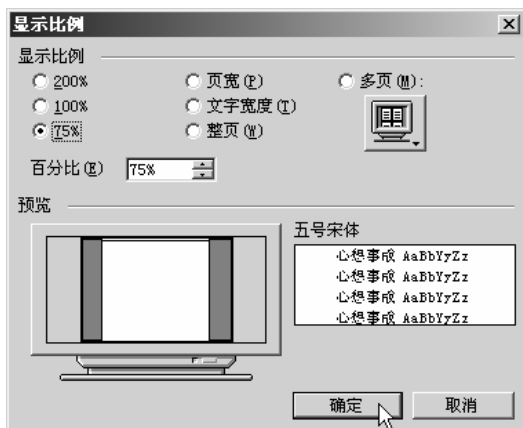 显示比例
显示比例
200% 页宽(P) 多页(M):
100% 文字宽度(T)
75% 整页(W)
百分比(E) 75%
预览
五号宋体
心想事成 AaBbYyZz
心想事成 AaBbYyZz
心想事成 AaBbYyZz
心想事成 AaBbYyZz
确定 取消